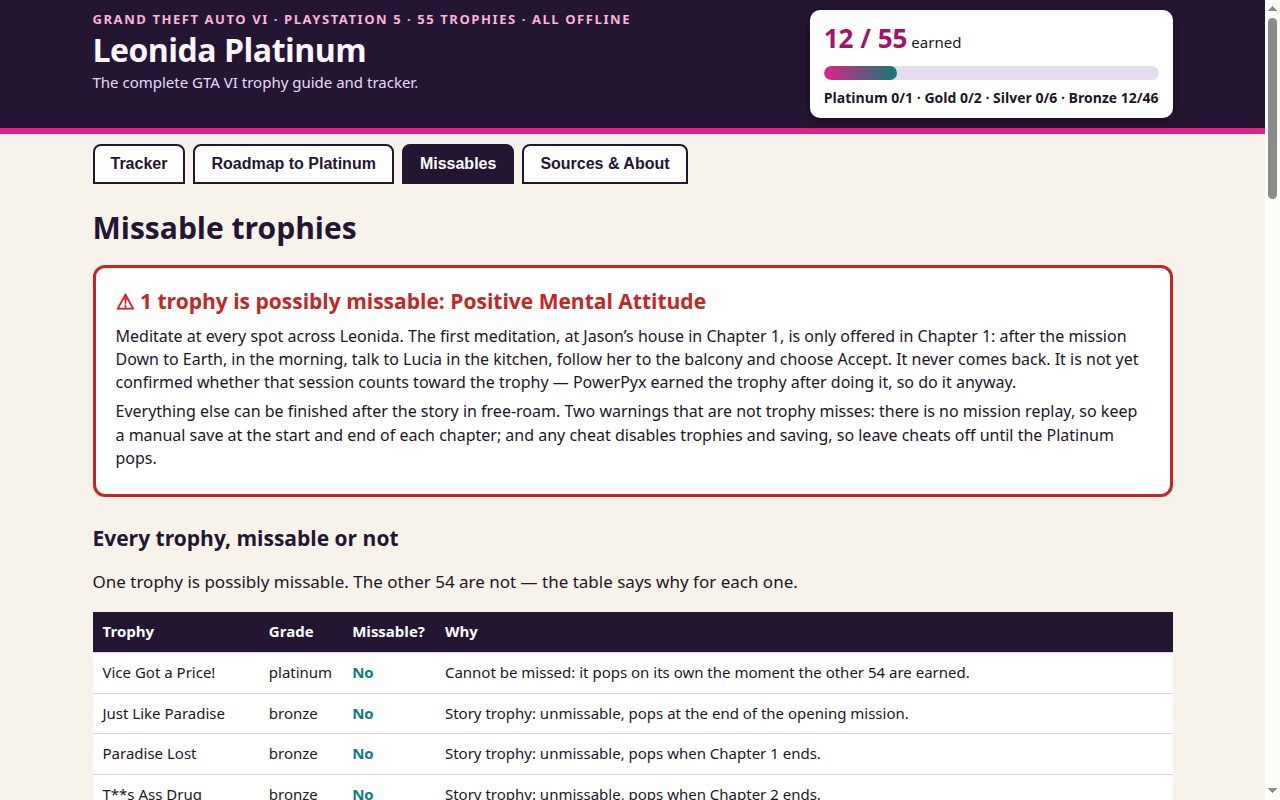 GRAND THEFT AUTO VI · PLAYSTATION 5 · 55 TROPHIES · ALL OFFLINE
Leonida Platinum
The complete GTA VI trophy guide and tracker.
12 / 55 earned
Platinum 0/1 · Gold 0/2 · Silver 0/6 · Bronze 12/46
Tracker
Roadmap to Platinum
Missables
Sources & About
Missable trophies
⚠ 1 trophy is possibly missable: Positive Mental Attitude
Meditate at every spot across Leonida. The first meditation, at Jason’s house in Chapter 1, is only offered in Chapter 1: after the mission
Down to Earth, in the morning, talk to Lucia in the kitchen, follow her to the balcony and choose Accept. It never comes back. It is not yet
confirmed whether that session counts toward the trophy — PowerPyx earned the trophy after doing it, so do it anyway.
Everything else can be finished after the story in free-roam. Two warnings that are not trophy misses: there is no mission replay, so keep
a manual save at the start and end of each chapter; and any cheat disables trophies and saving, so leave cheats off until the Platinum
pops.
Every trophy, missable or not
One trophy is possibly missable. The other 54 are not — the table says why for each one.
Trophy Grade Missable? Why
Vice Got a Price! platinum No Cannot be missed: it pops on its own the moment the other 54 are earned.
Just Like Paradise bronze No Story trophy: unmissable, pops at the end of the opening mission.
Paradise Lost bronze No Story trophy: unmissable, pops when Chapter 1 ends.
T**s Ass Drug bronze No Story trophy: unmissable, pops when Chapter 2 ends.